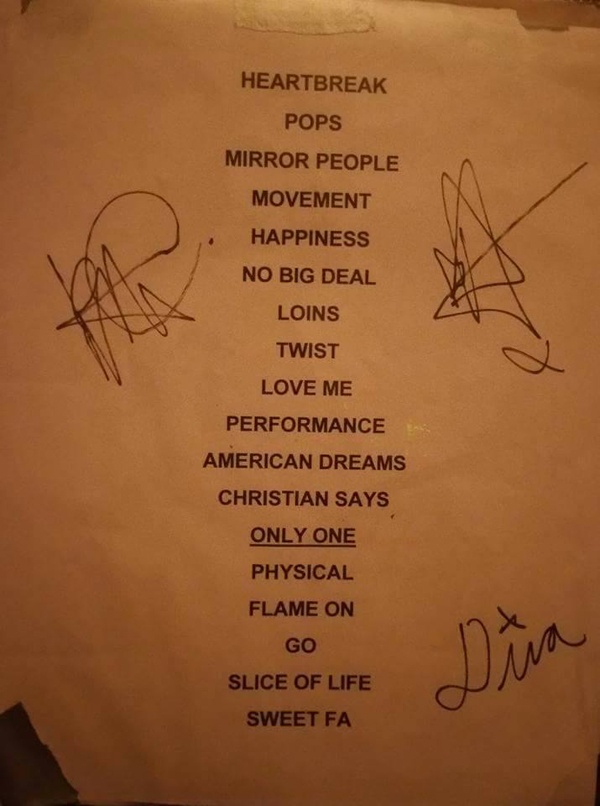 HEARTBREAK
POPS
MIRROR PEOPLE
MOVEMENT
HAPPINESS
NO BIG DEAL
LOINS
TWIST
LOVE ME
PERFORMANCE
AMERICAN DREAMS
CHRISTIAN SAYS
ONLY ONE
PHYSICAL
FLAME ON
GO
Diva
SLICE OF LIFE
SWEET FA